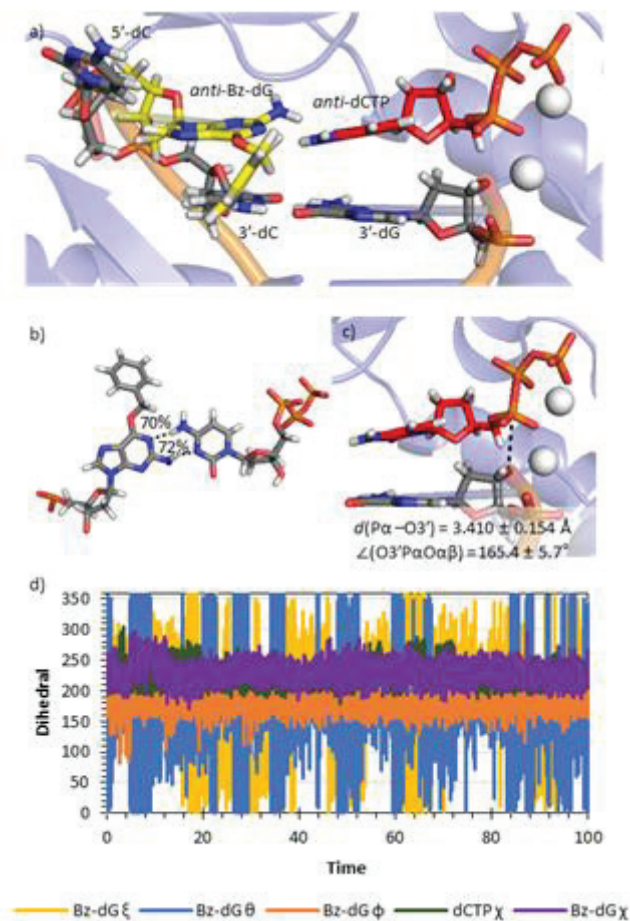 a)
5'-dC
anti-Bz-dG
anti-dCTP
3'-dC
3'-dG
b)
70%
72%
c)
d(Pα−O3') = 3.410 ± 0.154 Å
∠(O3'PαOαβ) = 165.4 ± 5.7°
d)
350
300
250
200
150
100
50
0
Dihedral
0 20 40 60 80 100
Time
Bz-dG ξ Bz-dG θ Bz-dG ϕ dCTP χ Bz-dG χ